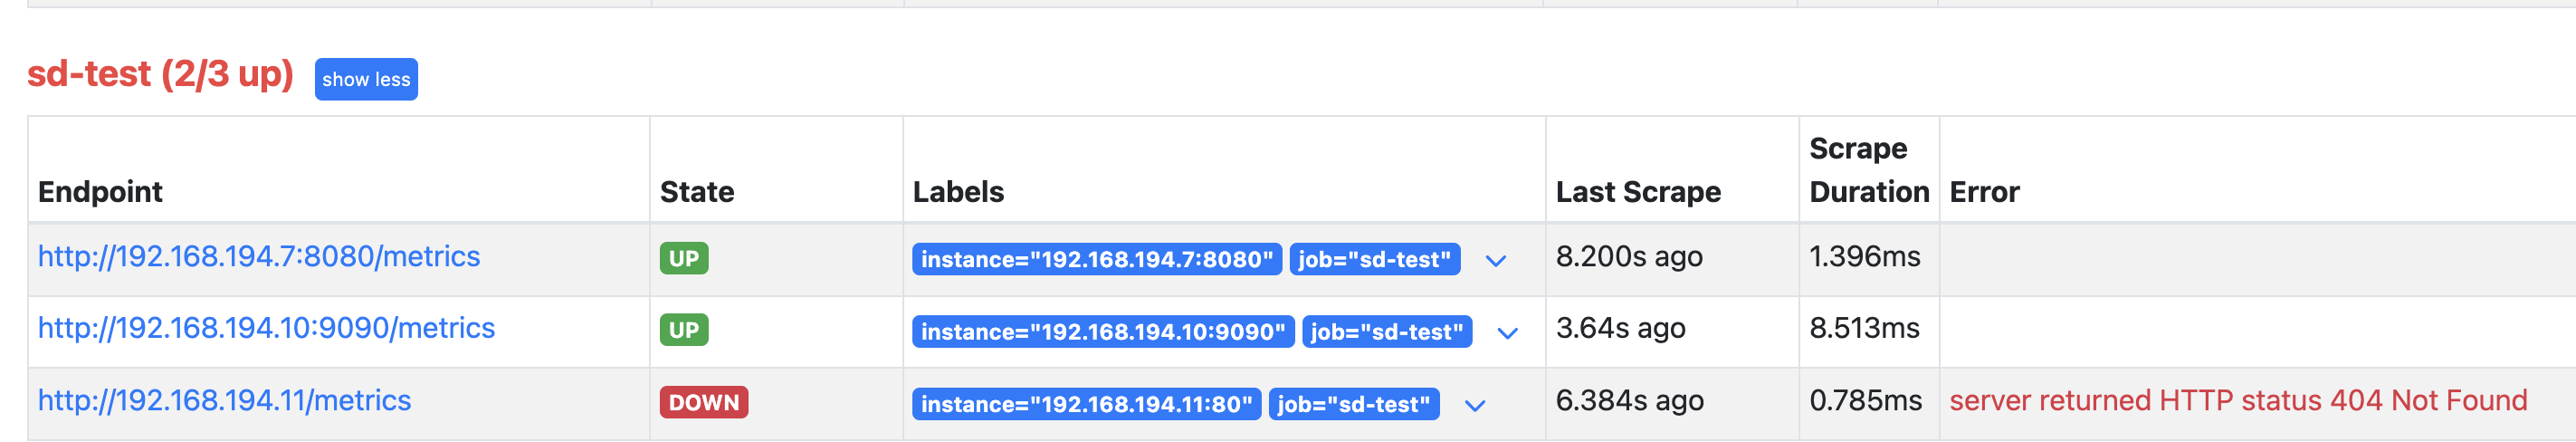 sd-test (2/3 up) show less
Endpoint State Labels Last Scrape Scrape Duration Error
http://192.168.194.7:8080/metrics UP instance="192.168.194.7:8080" job="sd-test" 8.200s ago 1.396ms
http://192.168.194.10:9090/metrics UP instance="192.168.194.10:9090" job="sd-test" 3.64s ago 8.513ms
http://192.168.194.11/metrics DOWN instance="192.168.194.11:80" job="sd-test" 6.384s ago 0.785ms server returned HTTP status 404 Not Found